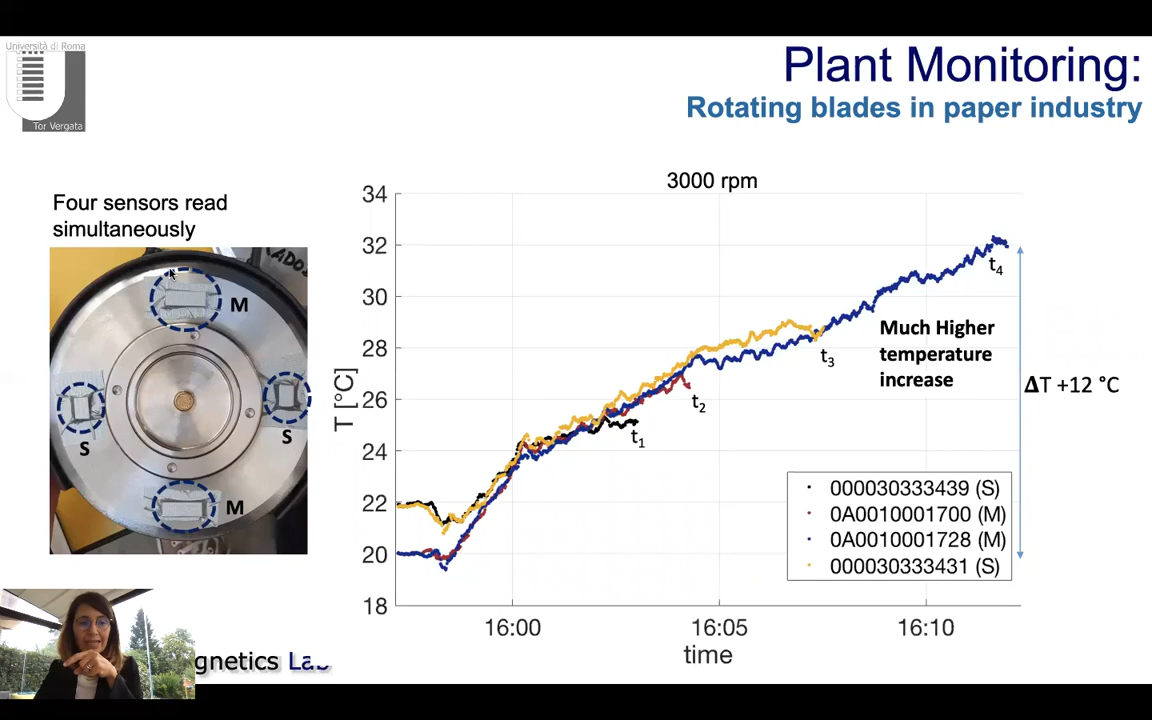 Università di Roma
Tor Vergata
Plant Monitoring:
Rotating blades in paper industry
Four sensors read
simultaneously
M
S
S
M
3000 rpm
34
32
30
28
26
24
22
20
18
T [°C]
16:00
16:05
16:10
time
t1
t2
t3
t4
Much Higher
temperature
increase
ΔT +12 °C
000030333439 (S)
0A0010001700 (M)
0A0010001728 (M)
000030333431 (S)